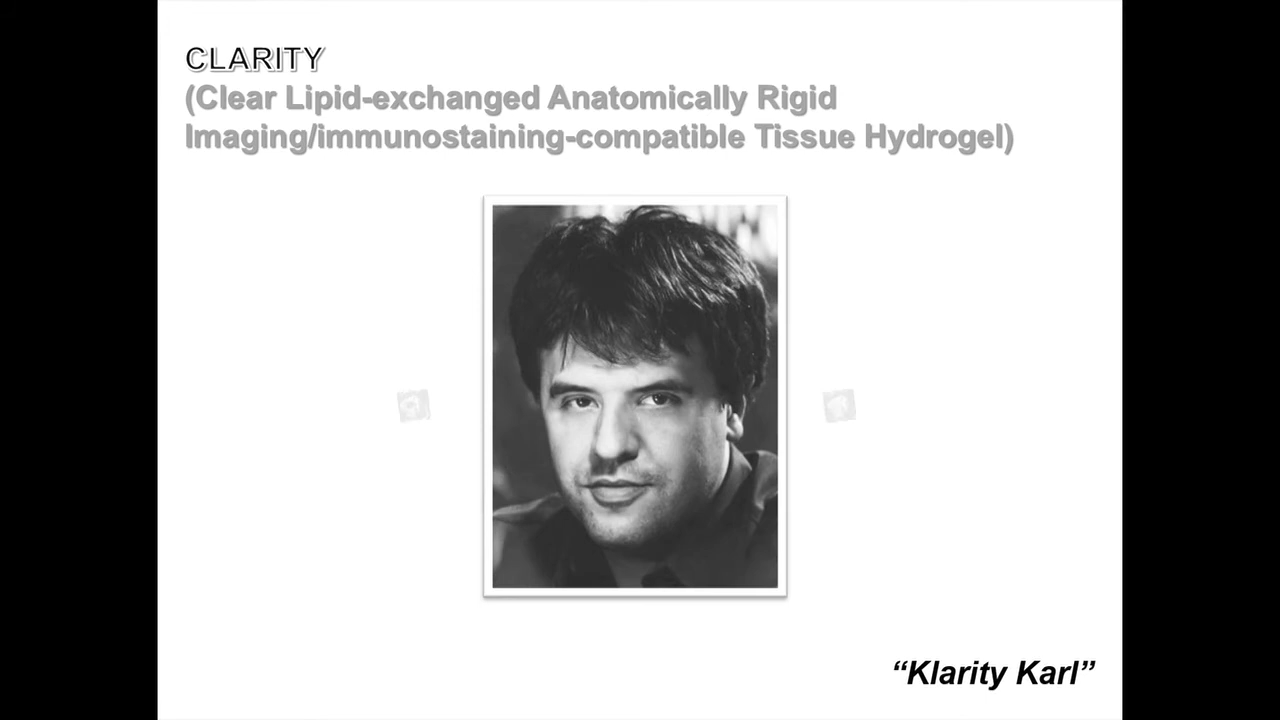 CLARITY
(Clear Lipid-exchanged Anatomically Rigid
Imaging/immunostaining-compatible Tissue Hydrogel)
“Klarity Karl”